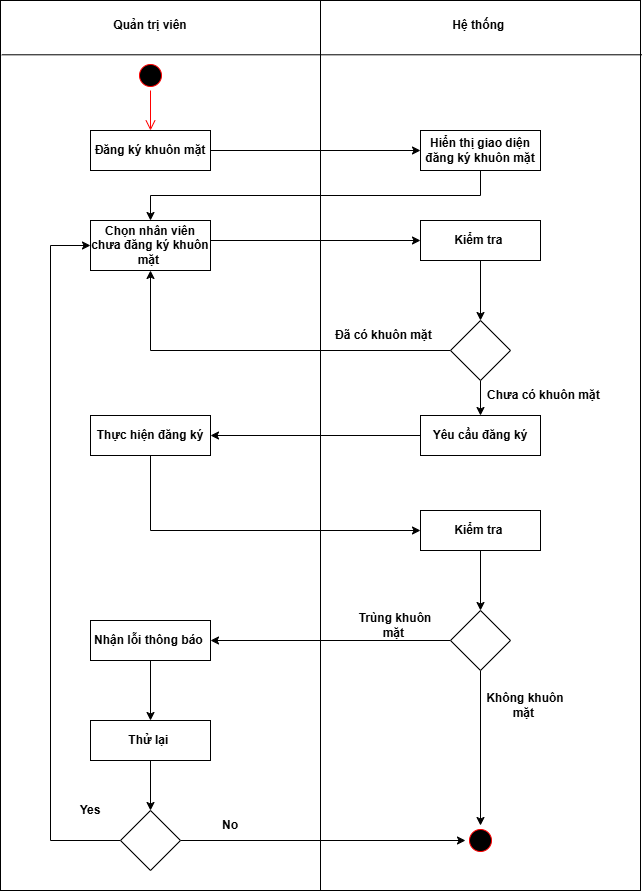 Quản trị viên
Hệ thống
Đăng ký khuôn mặt
Hiển thị giao diện
đăng ký khuôn mặt
Chọn nhân viên
chưa đăng ký khuôn
mặt
Kiểm tra
Đã có khuôn mặt
Chưa có khuôn mặt
Thực hiện đăng ký
Yêu cầu đăng ký
Kiểm tra
Trùng khuôn
mặt
Nhận lỗi thông báo
Không khuôn
mặt
Thử lại
Yes
No